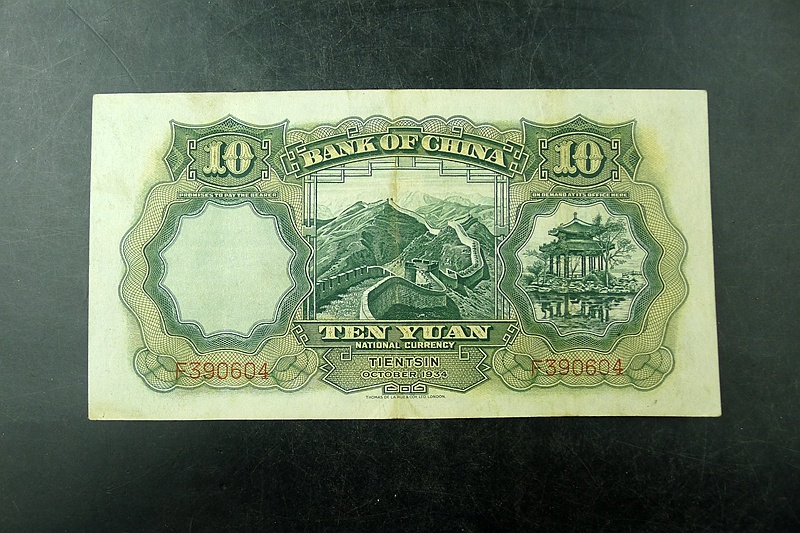 10 BANK OF CHINA 10
PROMISES TO PAY THE BEARER ON DEMAND AT ITS OFFICE HERE
TEN YUAN
NATIONAL CURRENCY
F390604 TIENTSIN F390604
OCTOBER 1934
THOMAS DE LA RUE & COY. LTD. LONDON.